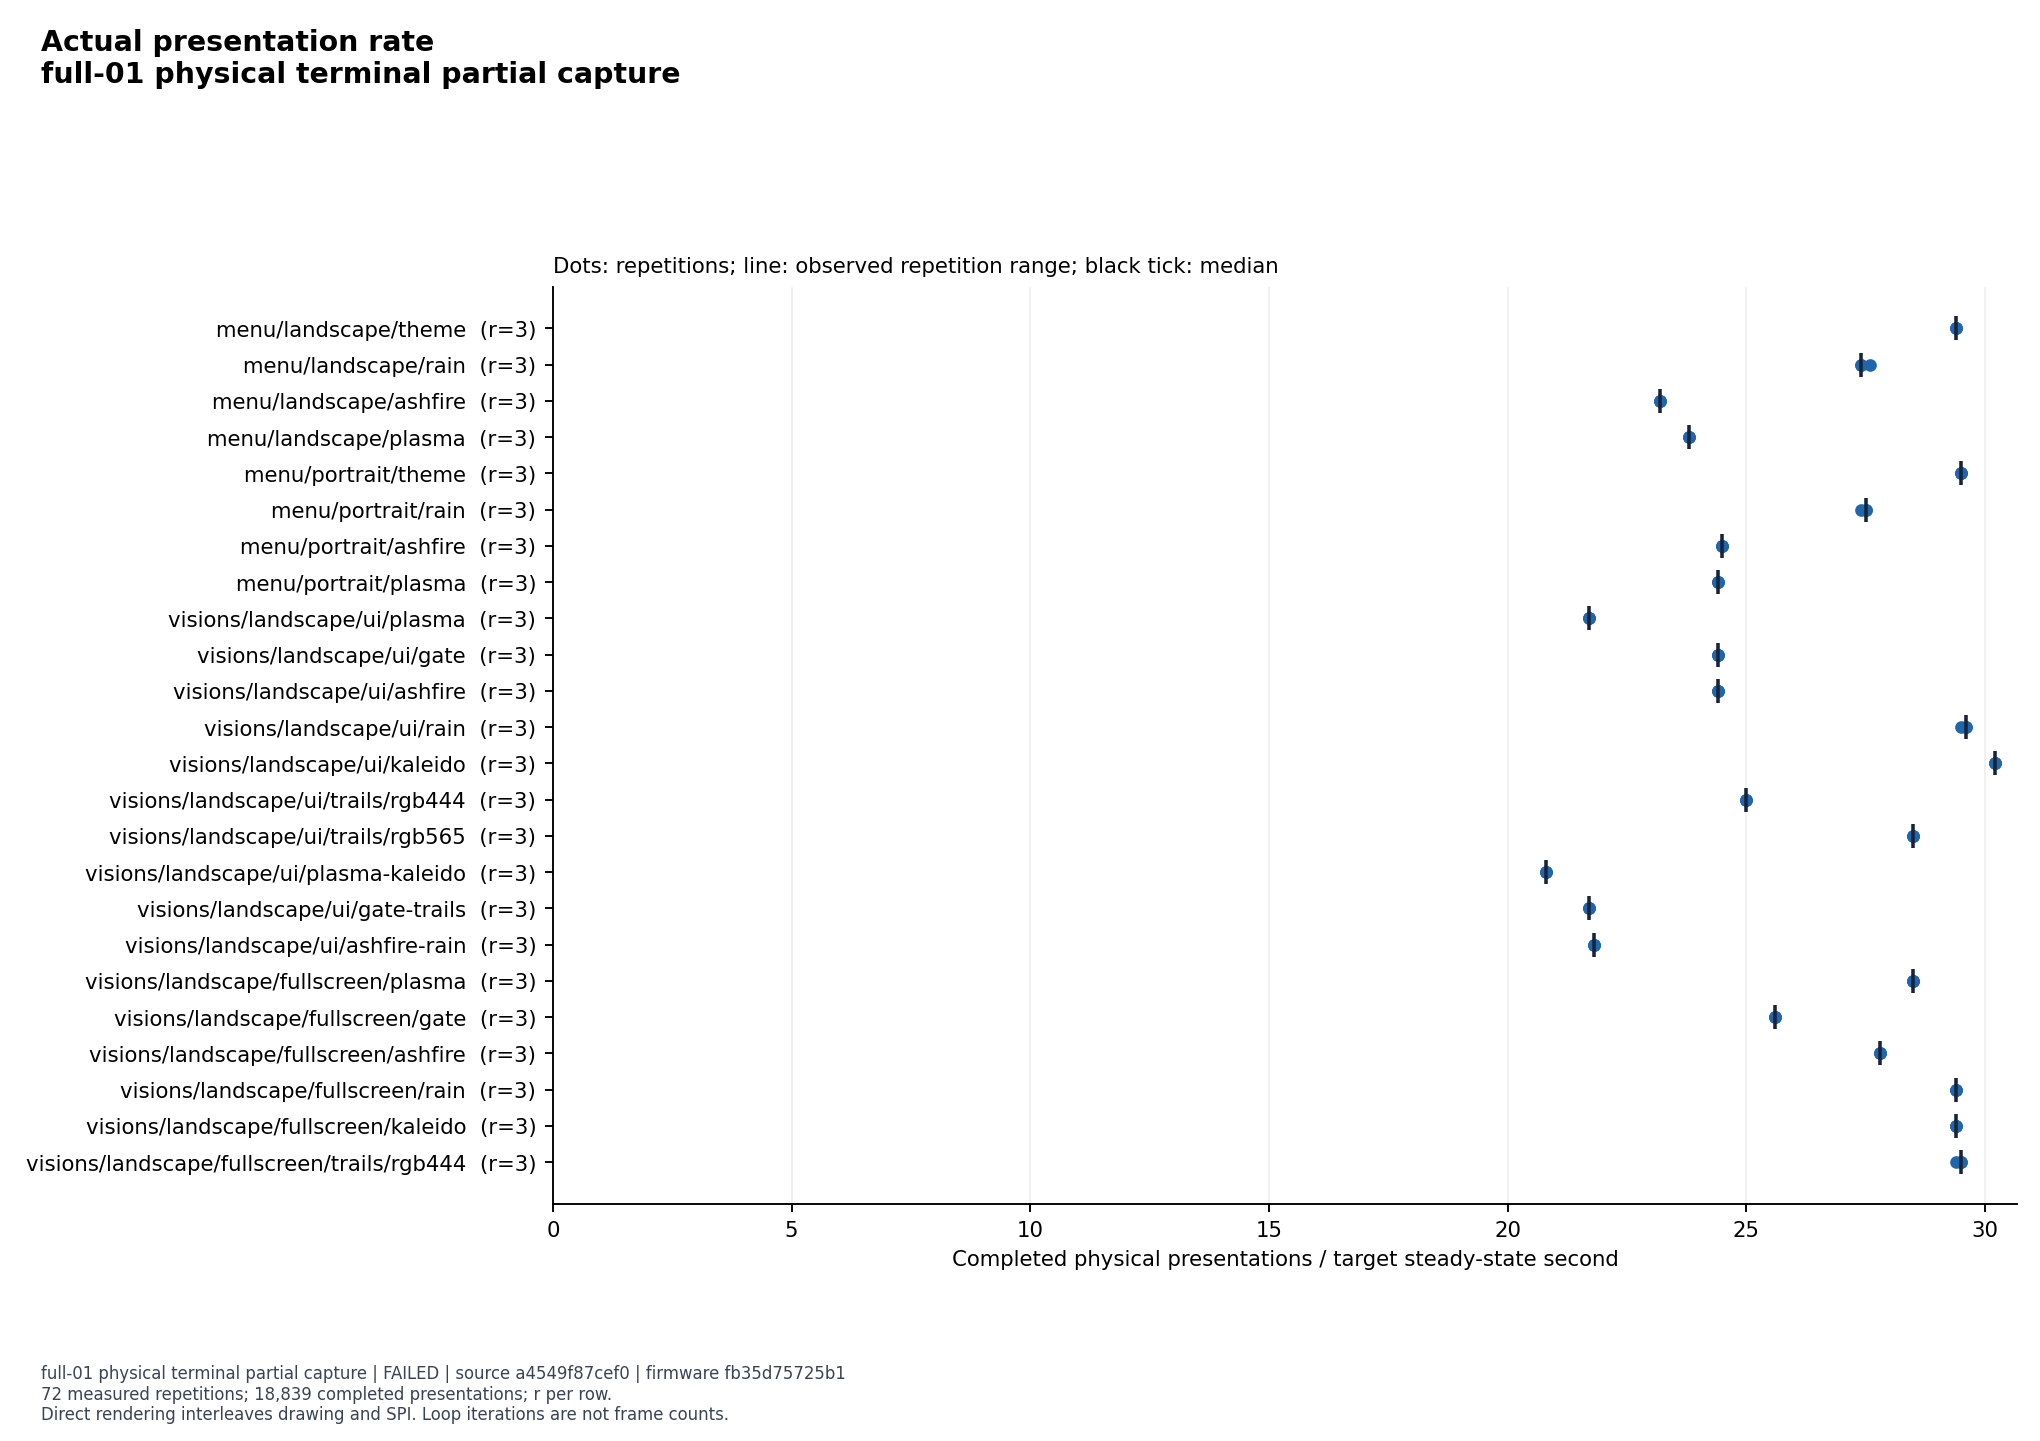 Actual presentation rate
full-01 physical terminal partial capture
Dots: repetitions; line: observed repetition range; black tick: median
menu/landscape/theme (r=3)
menu/landscape/rain (r=3)
menu/landscape/ashfire (r=3)
menu/landscape/plasma (r=3)
menu/portrait/theme (r=3)
menu/portrait/rain (r=3)
menu/portrait/ashfire (r=3)
menu/portrait/plasma (r=3)
visions/landscape/ui/plasma (r=3)
visions/landscape/ui/gate (r=3)
visions/landscape/ui/ashfire (r=3)
visions/landscape/ui/rain (r=3)
visions/landscape/ui/kaleido (r=3)
visions/landscape/ui/trails/rgb444 (r=3)
visions/landscape/ui/trails/rgb565 (r=3)
visions/landscape/ui/plasma-kaleido (r=3)
visions/landscape/ui/gate-trails (r=3)
visions/landscape/ui/ashfire-rain (r=3)
visions/landscape/fullscreen/plasma (r=3)
visions/landscape/fullscreen/gate (r=3)
visions/landscape/fullscreen/ashfire (r=3)
visions/landscape/fullscreen/rain (r=3)
visions/landscape/fullscreen/kaleido (r=3)
visions/landscape/fullscreen/trails/rgb444 (r=3)
0 5 10 15 20 25 30
Completed physical presentations / target steady-state second
full-01 physical terminal partial capture | FAILED | source a4549f87cef0 | firmware fb35d75725b1
72 measured repetitions; 18,839 completed presentations; r per row.
Direct rendering interleaves drawing and SPI. Loop iterations are not frame counts.